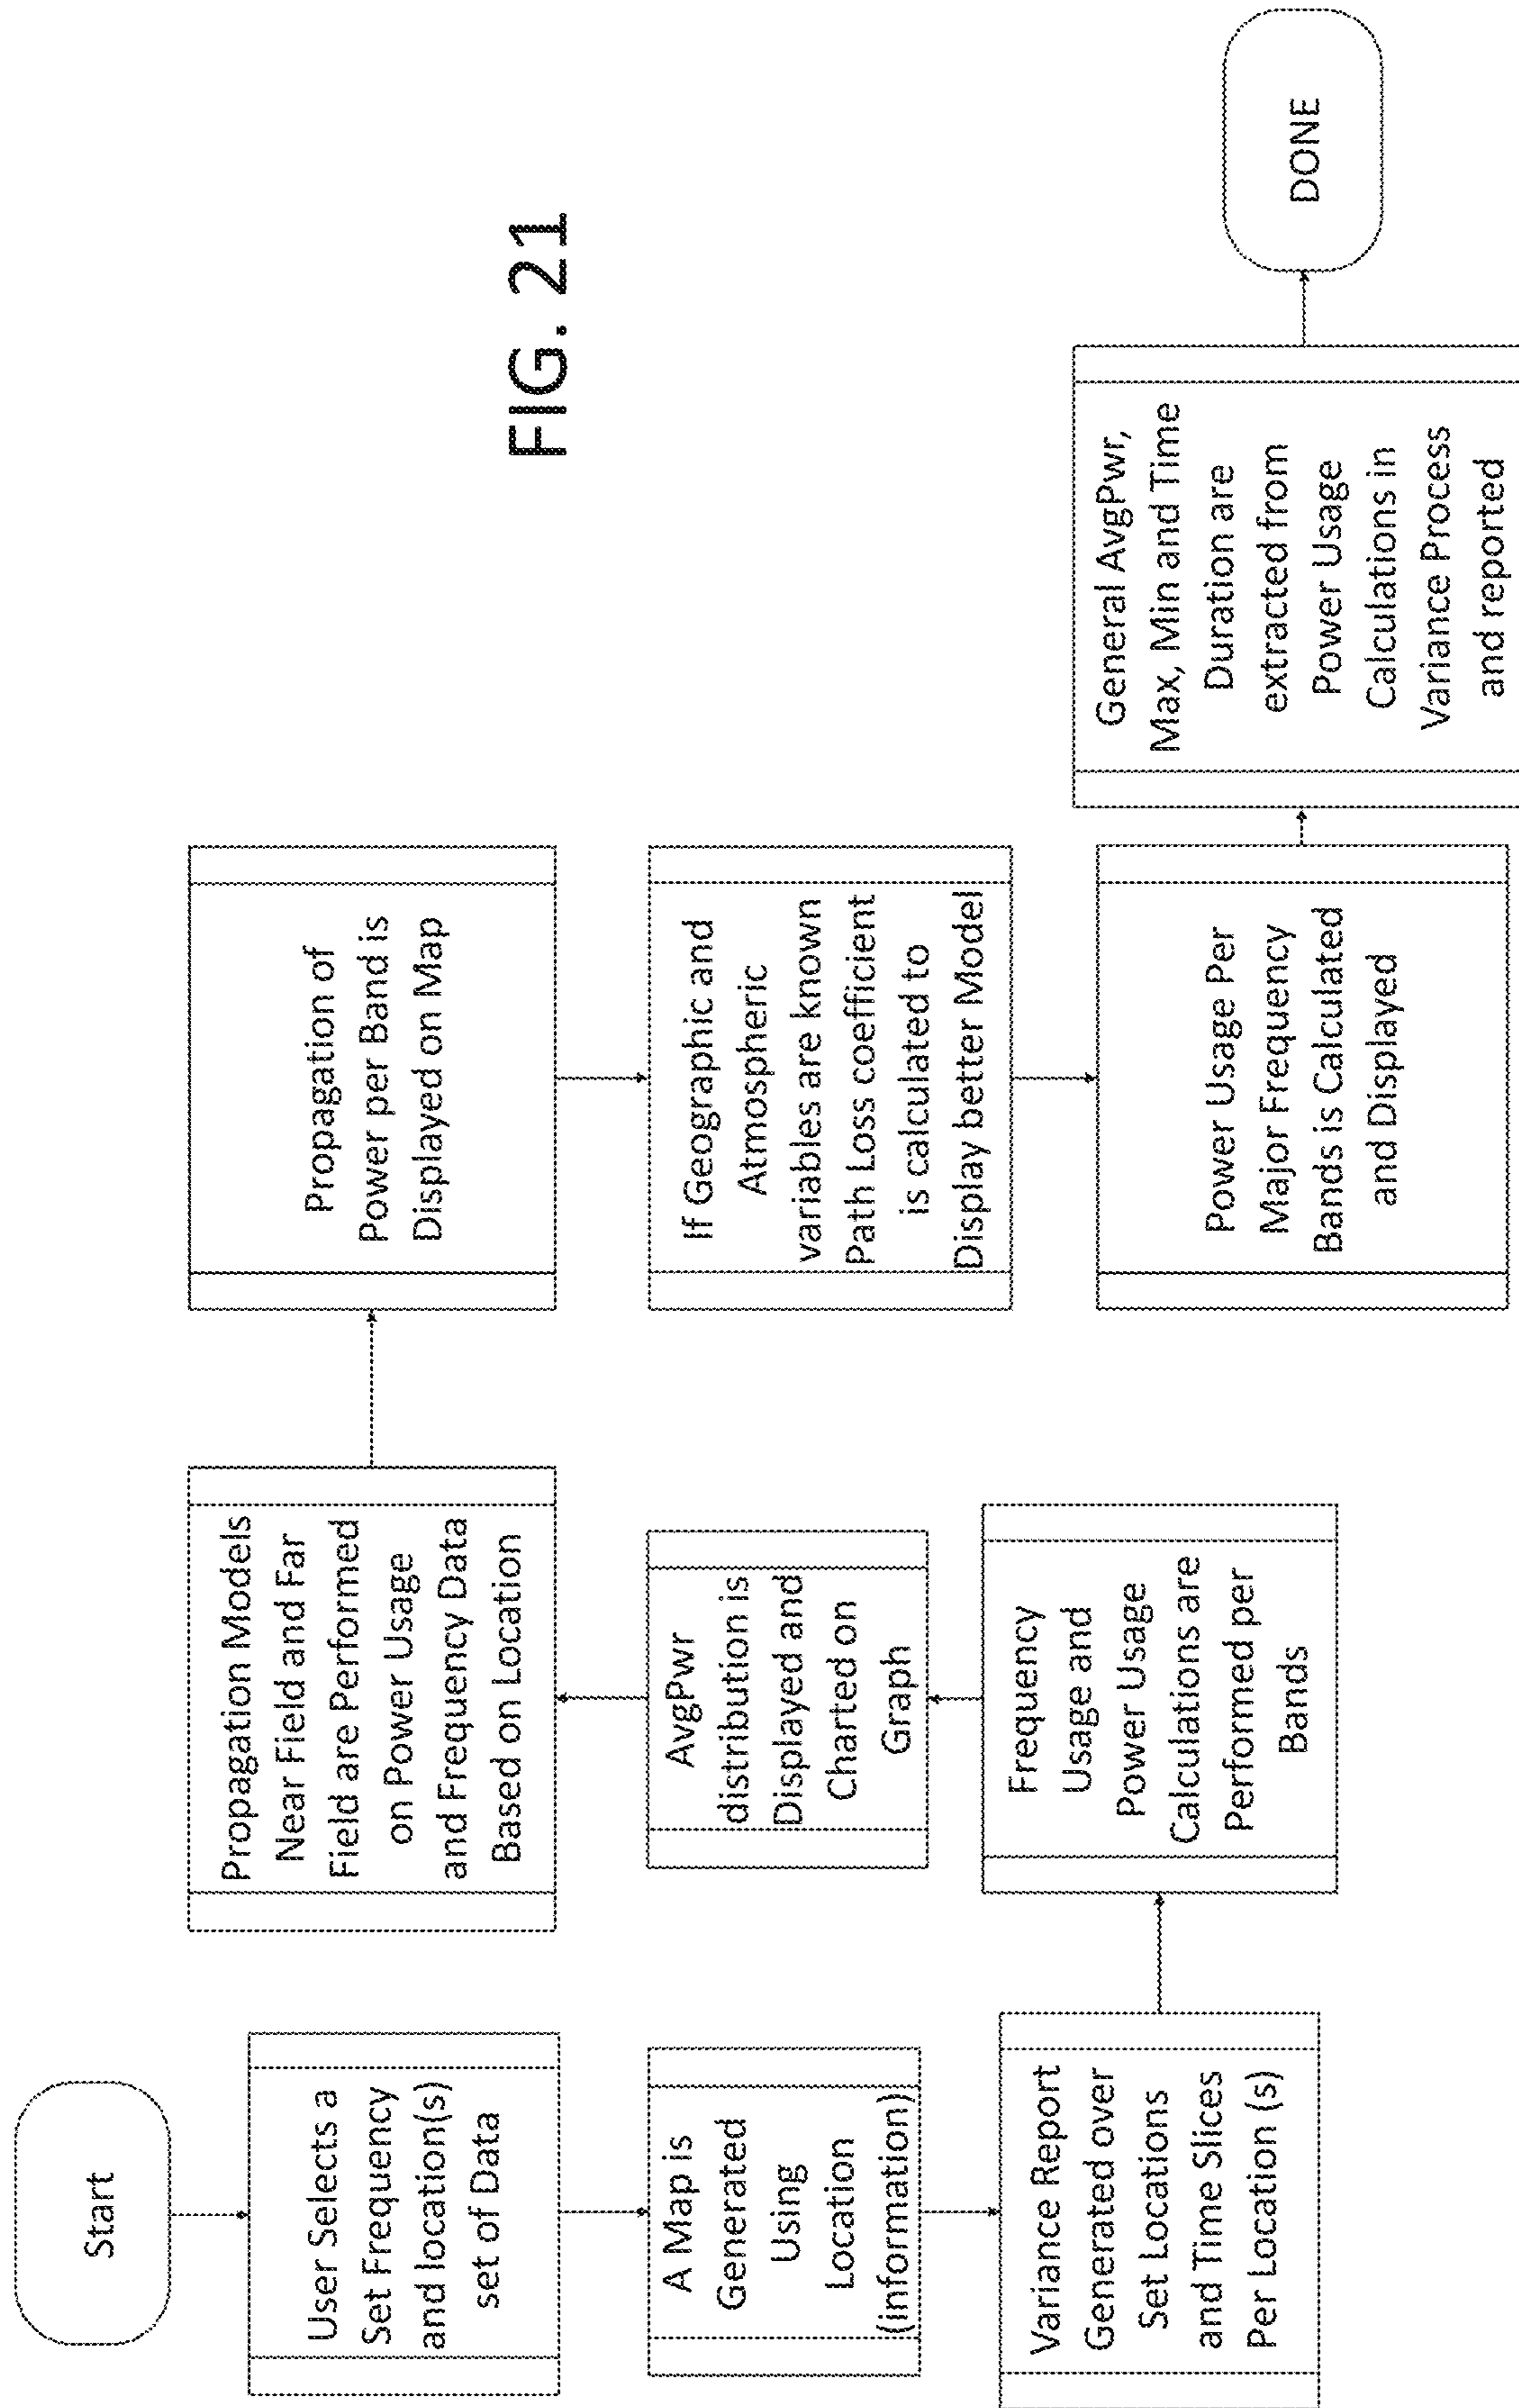 FIG. 21
Start
User Selects a
Set Frequency
and location(s)
set of Data
A Map is
Generated
Using
Location
(information)
Variance Report
Generated over
Set Locations
and Time Slices
Per Location (s)
Frequency
Usage and
Power Usage
Calculations are
Performed per
Bands
AvgPwr
distribution is
Displayed and
Charted on
Graph
Propagation Models
Near Field and Far
Field are Performed
on Power Usage
and Frequency Data
Based on Location
Propagation of
Power per Band is
Displayed on Map
If Geographic and
Atmospheric
variables are known
Path Loss coefficient
is calculated to
Display better Model
Power Usage Per
Major Frequency
Bands is Calculated
and Displayed
General AvgPwr,
Max, Min and Time
Duration are
extracted from
Power Usage
Calculations in
Variance Process
and reported
DONE